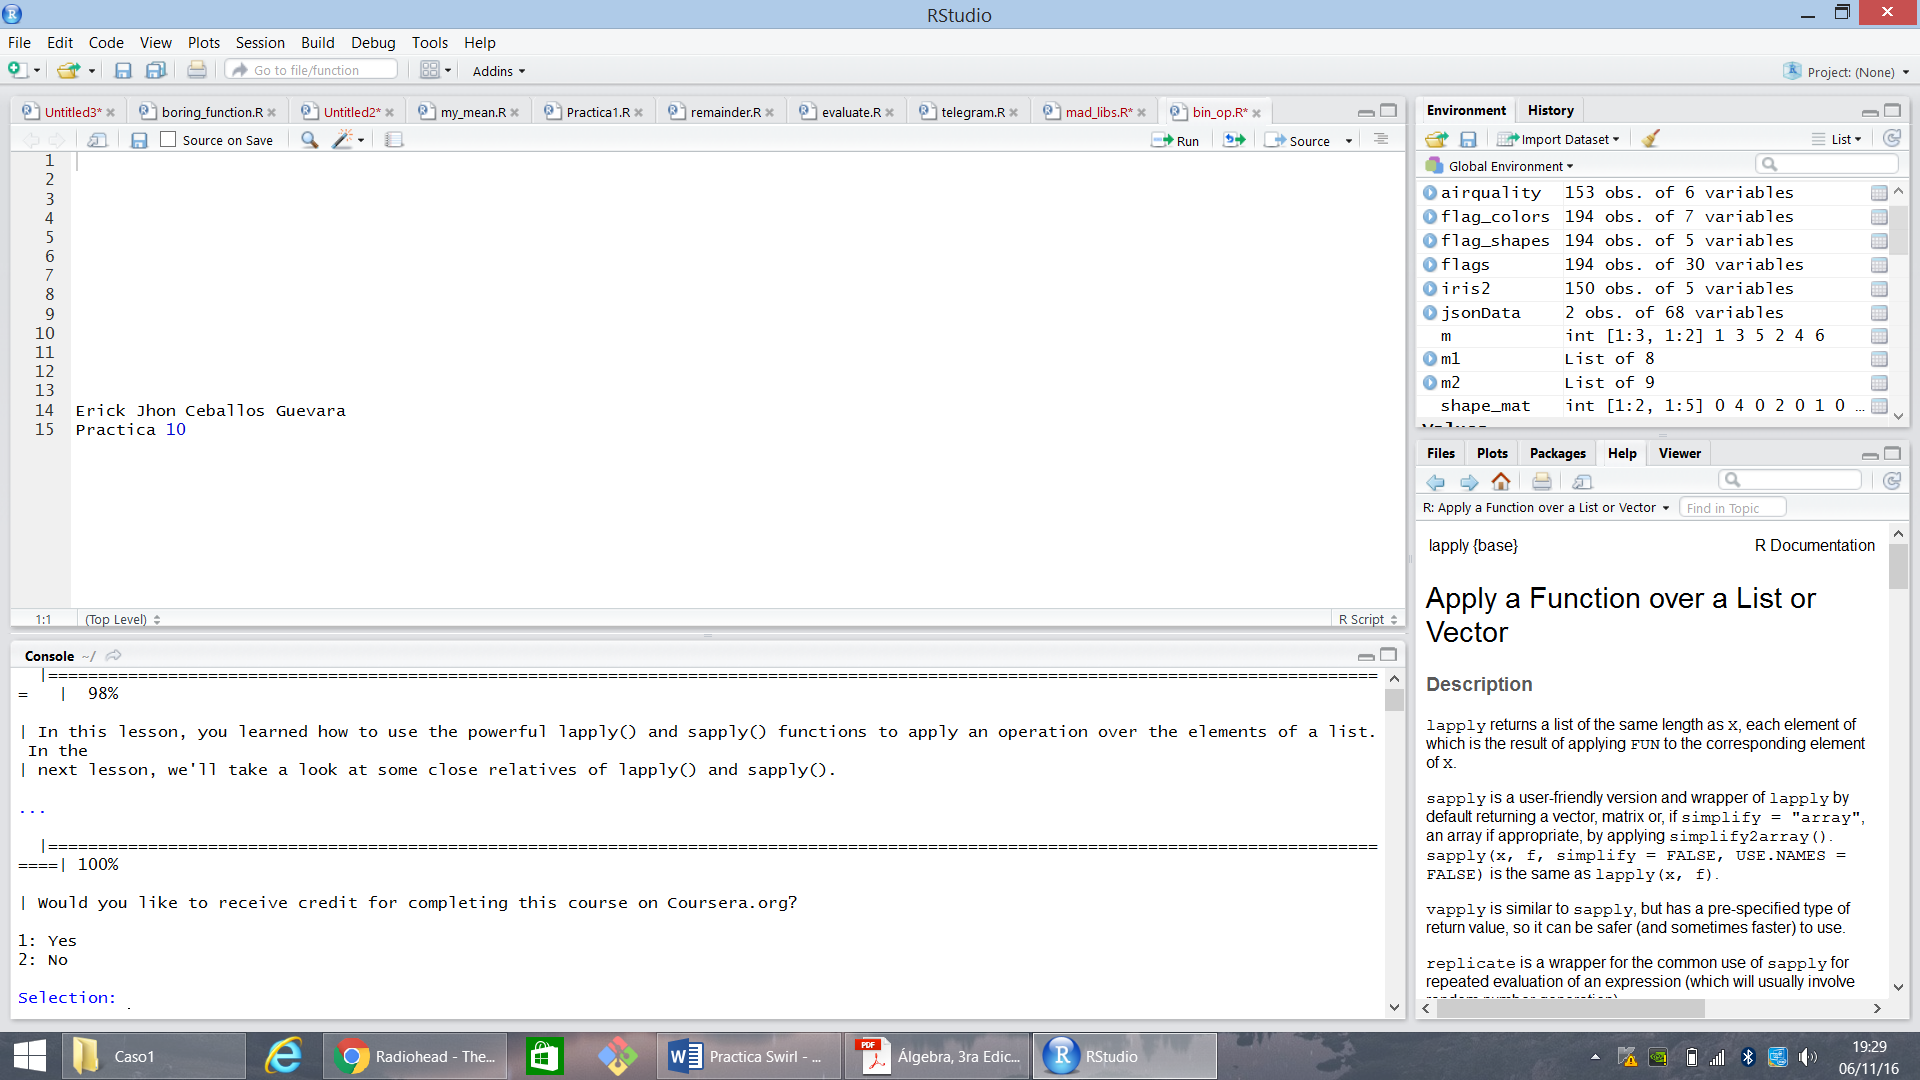 RStudio
File Edit Code View Plots Session Build Debug Tools Help
Go to file/function Addins Project: (None)
Untitled3* boring_function.R Untitled2* my_mean.R Practica1.R remainder.R evaluate.R telegram.R mad_libs.R* bin_op.R*
Source on Save Run Source
1
2
3
4
5
6
7
8
9
10
11
12
13
14 Erick Jhon Ceballos Guevara
15 Practica 10
1:1 (Top Level) R Script
Console ~/
|=====================================================================================================================================
= | 98%
| In this lesson, you learned how to use the powerful lapply() and sapply() functions to apply an operation over the elements of a list.
In the
| next lesson, we'll take a look at some close relatives of lapply() and sapply().
...
|=====================================================================================================================================
====| 100%
| Would you like to receive credit for completing this course on Coursera.org?
1: Yes
2: No
Selection:
Environment History
Import Dataset List
Global Environment
airquality 153 obs. of 6 variables
flag_colors 194 obs. of 7 variables
flag_shapes 194 obs. of 5 variables
flags 194 obs. of 30 variables
iris2 150 obs. of 5 variables
jsonData 2 obs. of 68 variables
m int [1:3, 1:2] 1 3 5 2 4 6
m1 List of 8
m2 List of 9
shape_mat int [1:2, 1:5] 0 4 0 2 0 1 0 …
Files Plots Packages Help Viewer
R: Apply a Function over a List or Vector Find in Topic
lapply {base} R Documentation
Apply a Function over a List or
Vector
Description
lapply returns a list of the same length as X, each element of
which is the result of applying FUN to the corresponding element
of X.
sapply is a user-friendly version and wrapper of lapply by
default returning a vector, matrix or, if simplify = "array",
an array if appropriate, by applying simplify2array().
sapply(x, f, simplify = FALSE, USE.NAMES =
FALSE) is the same as lapply(x, f).
vapply is similar to sapply, but has a pre-specified type of
return value, so it can be safer (and sometimes faster) to use.
replicate is a wrapper for the common use of sapply for
repeated evaluation of an expression (which will usually involve
Caso1 Radiohead - The... Practica Swirl - ... PDF Álgebra, 3ra Edic... RStudio
19:29
06/11/16